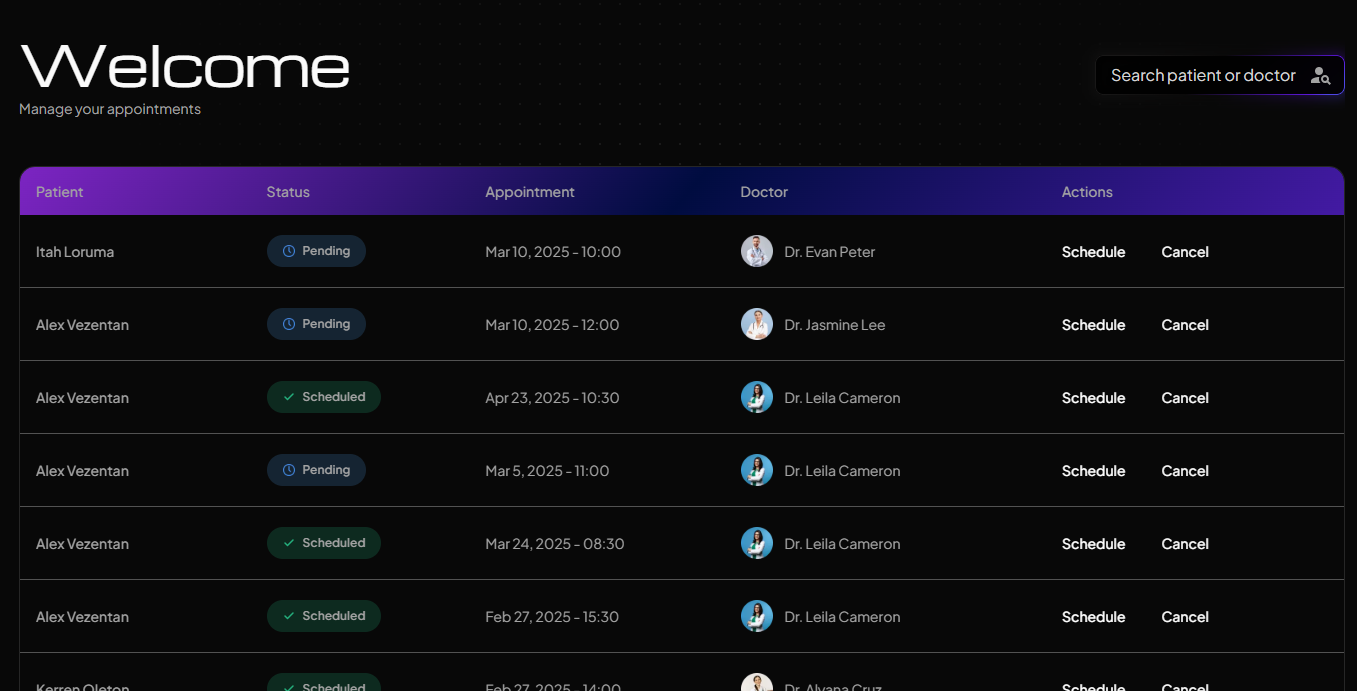 Welcome
Manage your appointments
Search patient or doctor
Patient Status Appointment Doctor Actions
Itah Loruma Pending Mar 10, 2025 - 10:00 Dr. Evan Peter Schedule Cancel
Alex Vezentan Pending Mar 10, 2025 - 12:00 Dr. Jasmine Lee Schedule Cancel
Alex Vezentan Scheduled Apr 23, 2025 - 10:30 Dr. Leila Cameron Schedule Cancel
Alex Vezentan Pending Mar 5, 2025 - 11:00 Dr. Leila Cameron Schedule Cancel
Alex Vezentan Scheduled Mar 24, 2025 - 08:30 Dr. Leila Cameron Schedule Cancel
Alex Vezentan Scheduled Feb 27, 2025 - 15:30 Dr. Leila Cameron Schedule Cancel
Kerren Oleton Scheduled Feb 27, 2025 - 14:00 Dr. Alyana Cruz Schedule Cancel